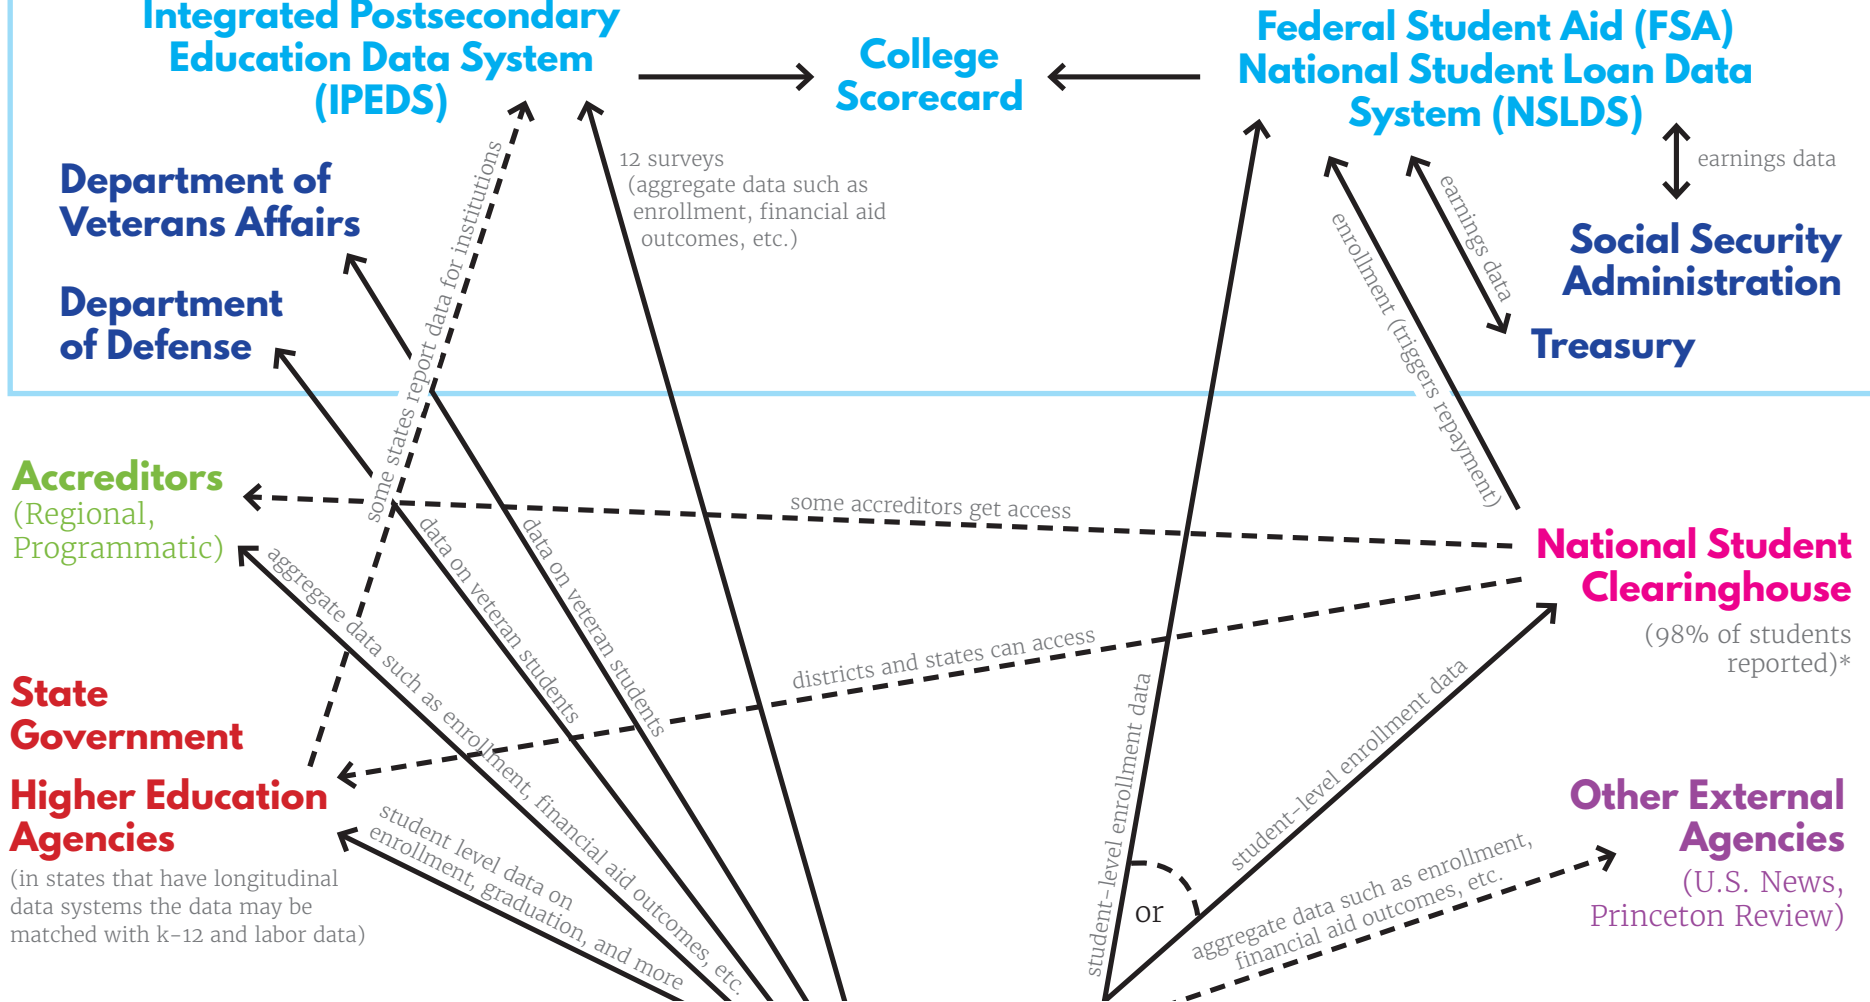 Integrated Postsecondary
Education Data System
(IPEDS)
College
Scorecard
Federal Student Aid (FSA)
National Student Loan Data
System (NSLDS)
earnings data
Department of
Veterans Affairs
12 surveys
(aggregate data such as
enrollment, financial aid
outcomes, etc.)
some states report data for institutions
earnings data
enrollment (triggers repayment)
Social Security
Administration
Department
of Defense
Treasury
Accreditors
(Regional,
Programmatic)
some accreditors get access
National Student
Clearinghouse
(98% of students
reported)*
data on veteran students
data on veteran students
aggregate data such as enrollment, financial aid outcomes, etc.
districts and states can access
State
Government
Higher Education
Agencies
(in states that have longitudinal
data systems the data may be
matched with k-12 and labor data)
student level data on
enrollment, graduation, and more
student-level enrollment data
or
student-level enrollment data
aggregate data such as enrollment,
financial aid outcomes, etc.
Other External
Agencies
(U.S. News,
Princeton Review)